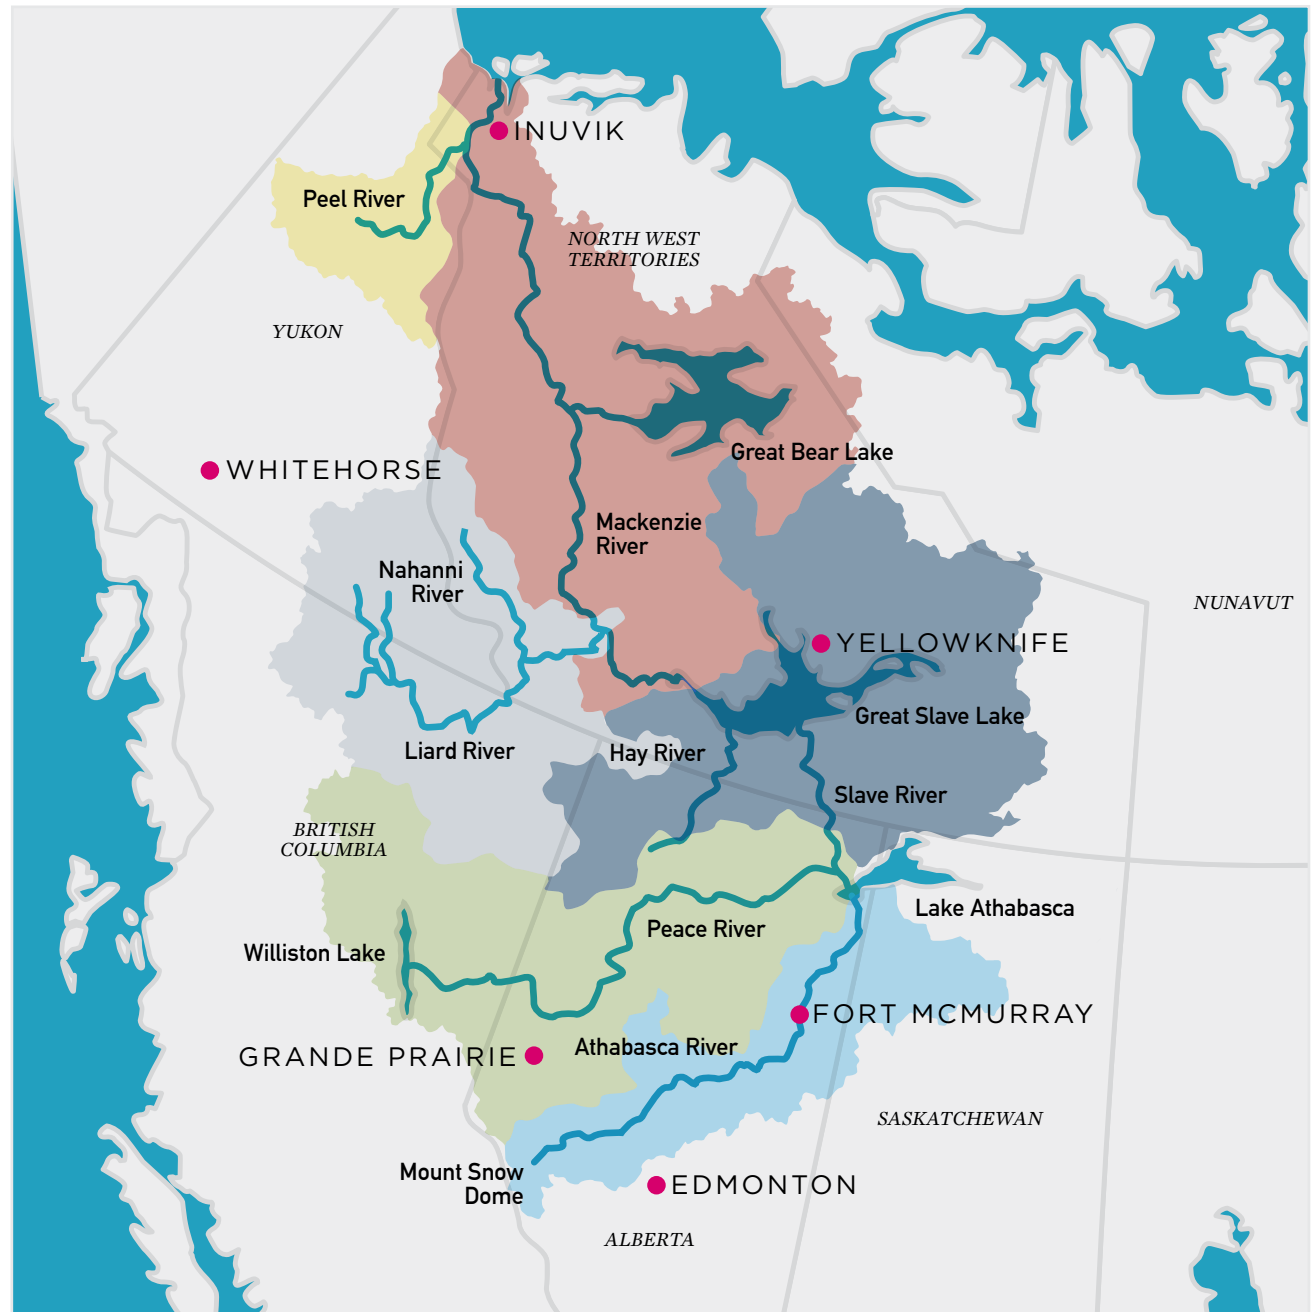 INUVIK
Peel River
NORTH WEST
TERRITORIES
YUKON
Great Bear Lake
WHITEHORSE
Mackenzie
River
Nahanni
River
NUNAVUT
YELLOWKNIFE
Great Slave Lake
Liard River
Hay River
Slave River
BRITISH
COLUMBIA
Lake Athabasca
Peace River
Williston Lake
FORT MCMURRAY
Athabasca River
GRANDE PRAIRIE
SASKATCHEWAN
Mount Snow
Dome
EDMONTON
ALBERTA